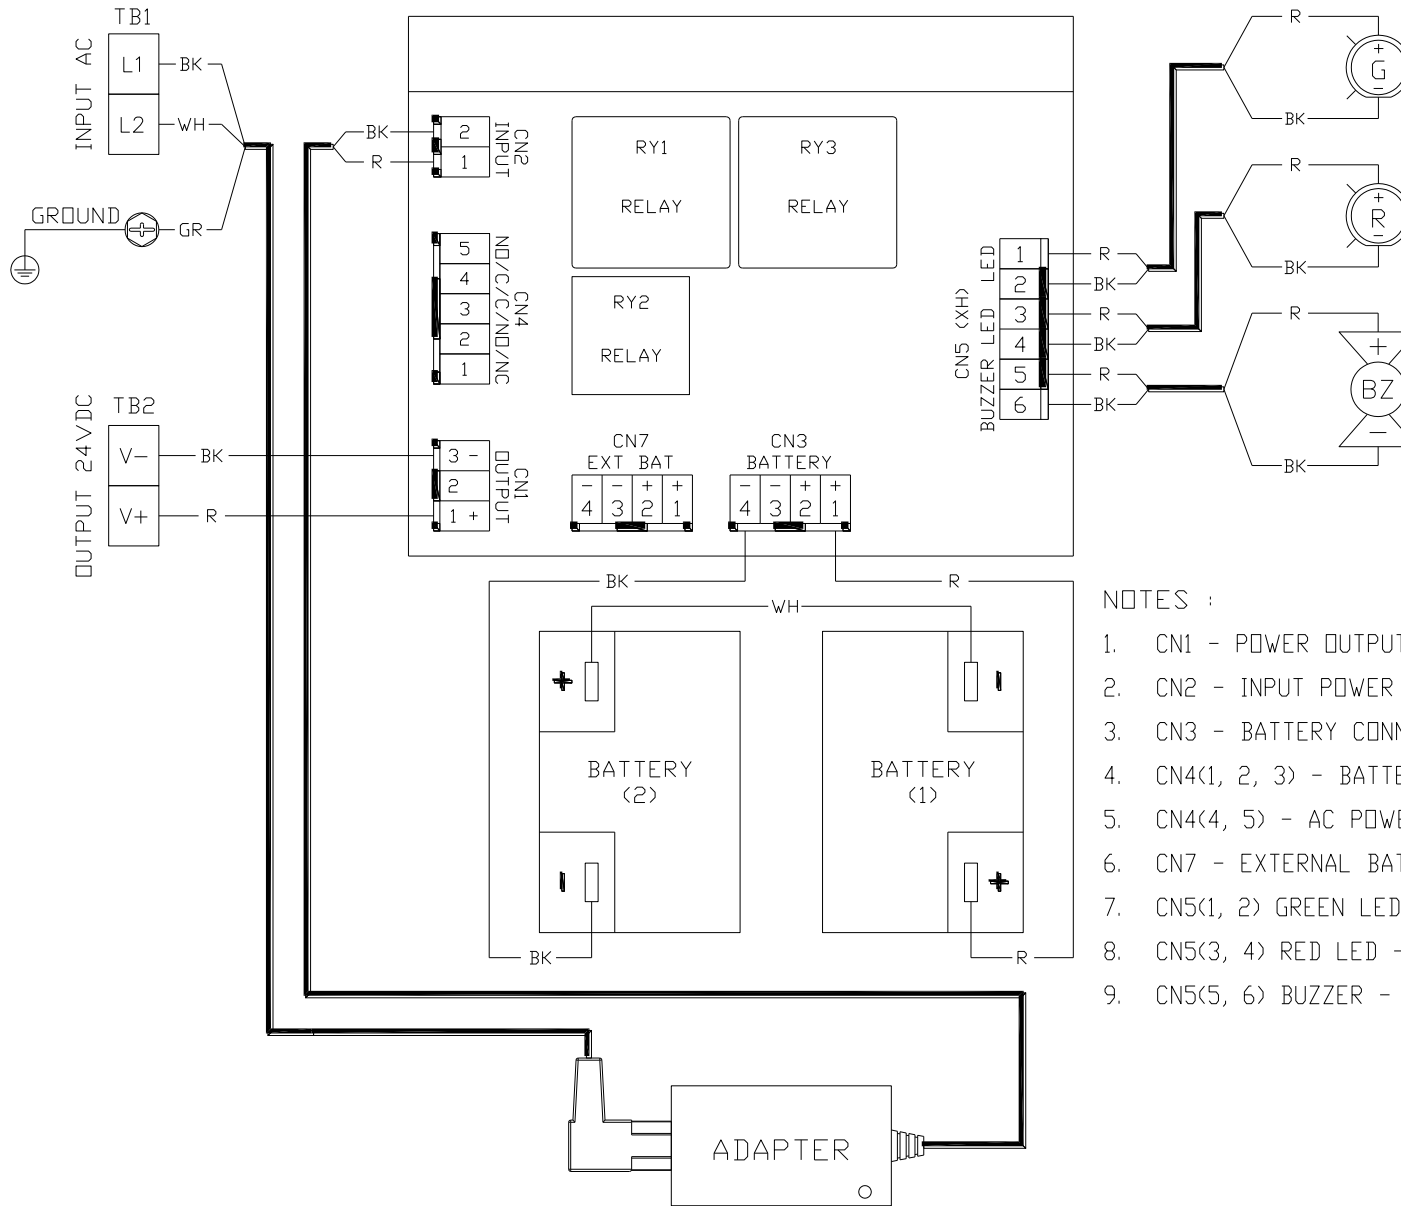 TB1
INPUT AC
L1
BK
L2
WH
GROUND
GR
BK
R
2
1
CN2
INPUT
5
4
3
2
1
CN4
NO/C/C/NO/NC
TB2
OUTPUT 24VDC
V-
BK
V+
R
3 -
2
1 +
CN1
OUTPUT
RY1
RELAY
RY3
RELAY
RY2
RELAY
CN7
EXT BAT
- - + +
4 3 2 1
CN3
BATTERY
- - + +
4 3 2 1
CN5 (XH)
BUZZER LED LED
1
2
3
4
5
6
R
BK
R
BK
R
BK
R
+
G
-
BK
R
+
R
-
BK
R
+
BZ
-
BK
BK
R
WH
+
BATTERY
(2)
-
-
BATTERY
(1)
+
BK
R
ADAPTER
NOTES :
1. CN1 - POWER OUTPUT
2. CN2 - INPUT POWER
3. CN3 - BATTERY CONN
4. CN4(1, 2, 3) - BATTE
5. CN4(4, 5) - AC POWE
6. CN7 - EXTERNAL BAT
7. CN5(1, 2) GREEN LED
8. CN5(3, 4) RED LED -
9. CN5(5, 6) BUZZER -